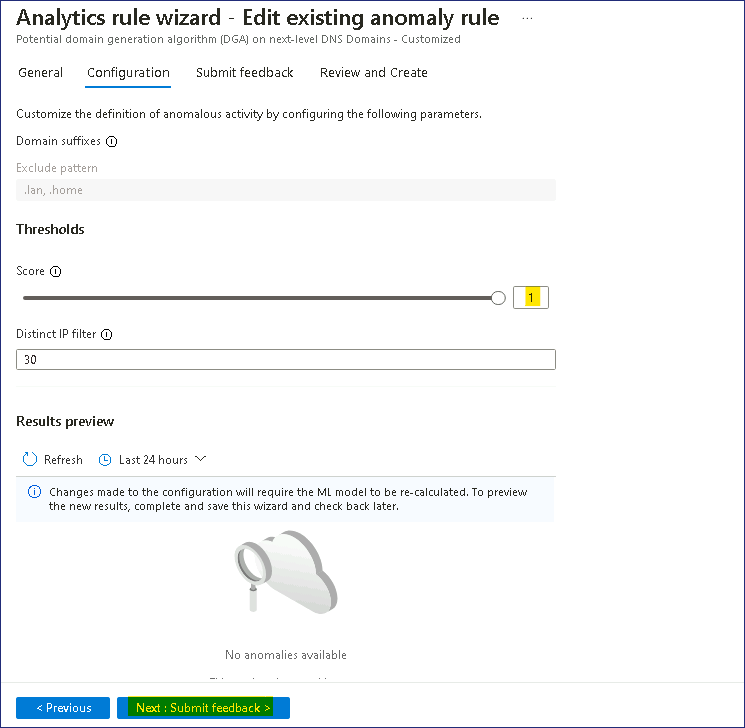 Analytics rule wizard - Edit existing anomaly rule ...
Potential domain generation algorithm (DGA) on next-level DNS Domains - Customized
General Configuration Submit feedback Review and Create
Customize the definition of anomalous activity by configuring the following parameters.
Domain suffixes
Exclude pattern
.lan, .home
Thresholds
Score
1
Distinct IP filter
30
Results preview
Refresh Last 24 hours
Changes made to the configuration will require the ML model to be re-calculated. To preview
the new results, complete and save this wizard and check back later.
No anomalies available
< Previous Next : Submit feedback >